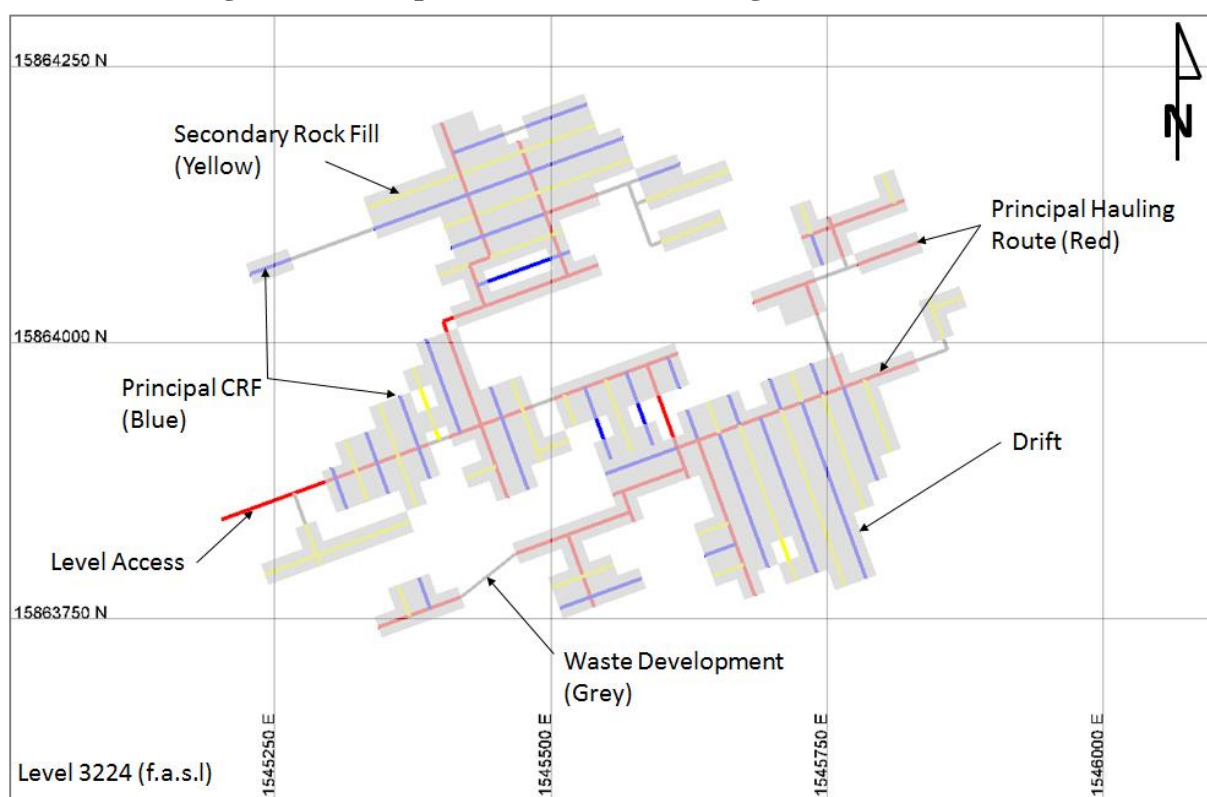 15864250 N
N
Secondary Rock Fill
(Yellow)
Principal Hauling
Route (Red)
15864000 N
Principal CRF
(Blue)
Drift
Level Access
15863750 N
Waste Development
(Grey)
1545250 E
1545500 E
1545750 E
1546000 E
Level 3224 (f.a.s.l)